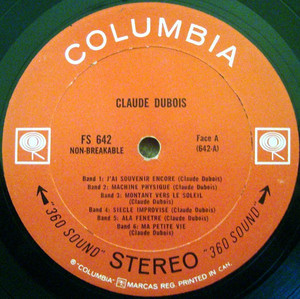 COLUMBIA
CLAUDE DUBOIS
FS 642
NON-BREAKABLE
Face A
(642-A)
Band 1: J'AI SOUVENIR ENCORE (Claude Dubois)
Band 2: MACHINE PHYSIQUE (Claude Dubois)
Band 3: MONTANT VERS LE SOLEIL
(Claude Dubois)
Band 4: SIECLE IMPROVISE (Claude Dubois)
Band 5: ALA FENETRE (Claude Dubois)
Band 6: MA PETITE VIE
(Claude Dubois)
"360 SOUND" STEREO "360 SOUND"
® "COLUMBIA", MARCAS REG. PRINTED IN CAN.